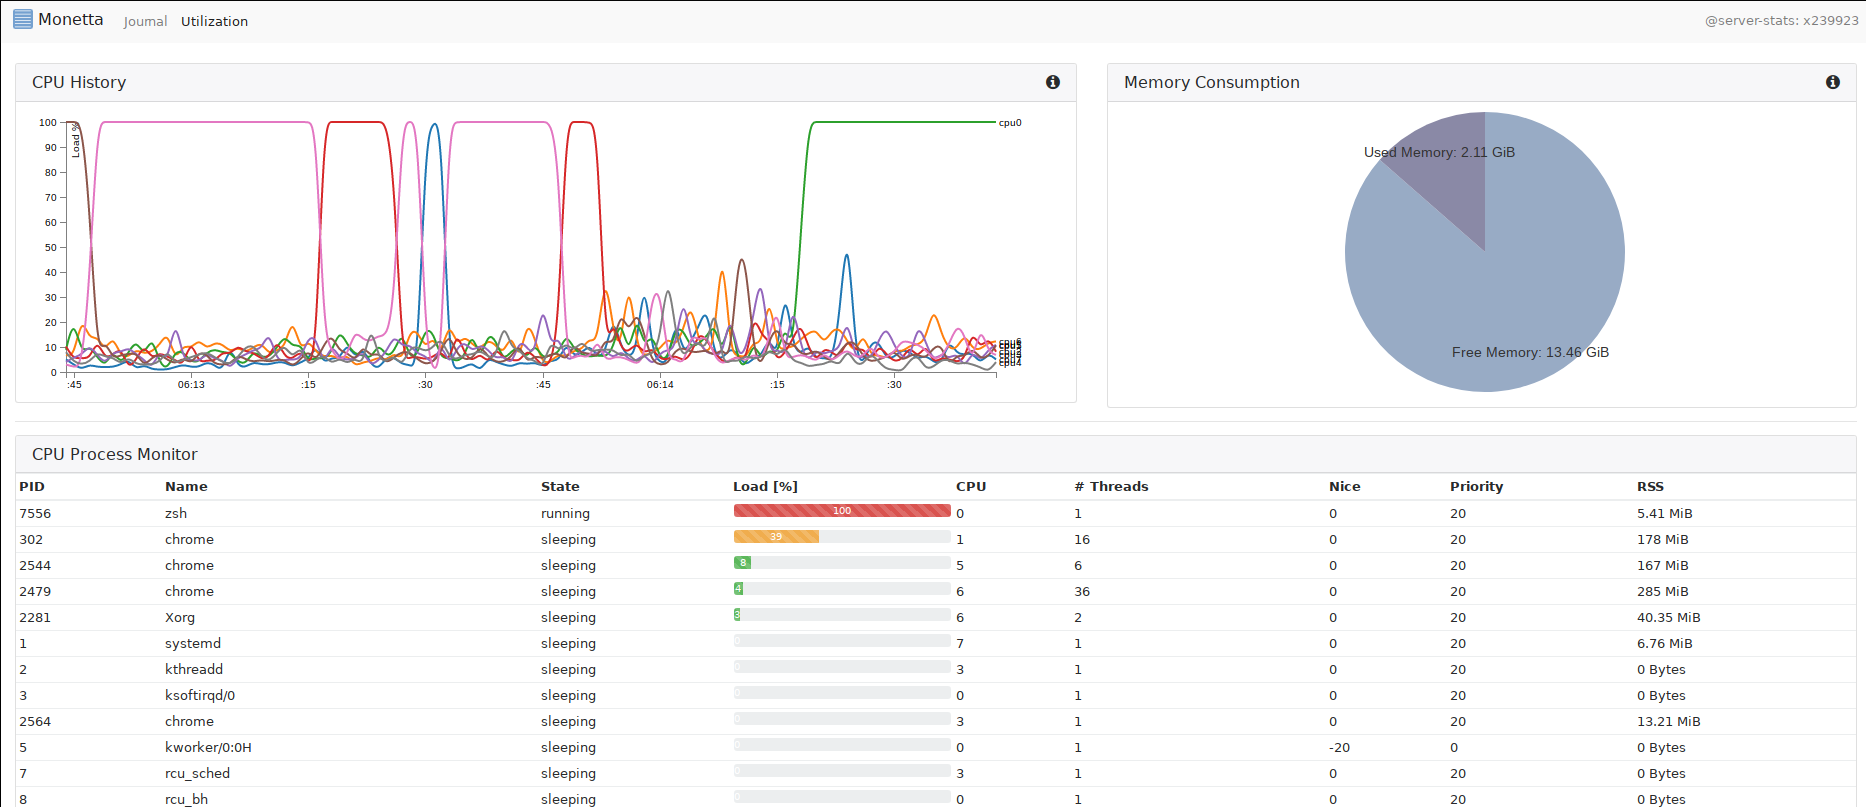 Monetta Journal Utilization @server-stats: x239923
CPU History
Memory Consumption
Load %
100
90
80
70
60
50
40
30
20
10
0
:45 06:13 :15 :30 :45 06:14 :15 :30
cpu0
cpu4
Used Memory: 2.11 GiB
Free Memory: 13.46 GiB
CPU Process Monitor
PID Name State Load [%] CPU # Threads Nice Priority RSS
7556 zsh running 100 0 1 0 20 5.41 MiB
302 chrome sleeping 39 1 16 0 20 178 MiB
2544 chrome sleeping 8 5 6 0 20 167 MiB
2479 chrome sleeping 4 6 36 0 20 285 MiB
2281 Xorg sleeping 3 6 2 0 20 40.35 MiB
1 systemd sleeping 0 7 1 0 20 6.76 MiB
2 kthreadd sleeping 0 3 1 0 20 0 Bytes
3 ksoftirqd/0 sleeping 0 0 1 0 20 0 Bytes
2564 chrome sleeping 0 3 1 0 20 13.21 MiB
5 kworker/0:0H sleeping 0 0 1 -20 0 0 Bytes
7 rcu_sched sleeping 0 3 1 0 20 0 Bytes
8 rcu_bh sleeping 0 0 1 0 20 0 Bytes